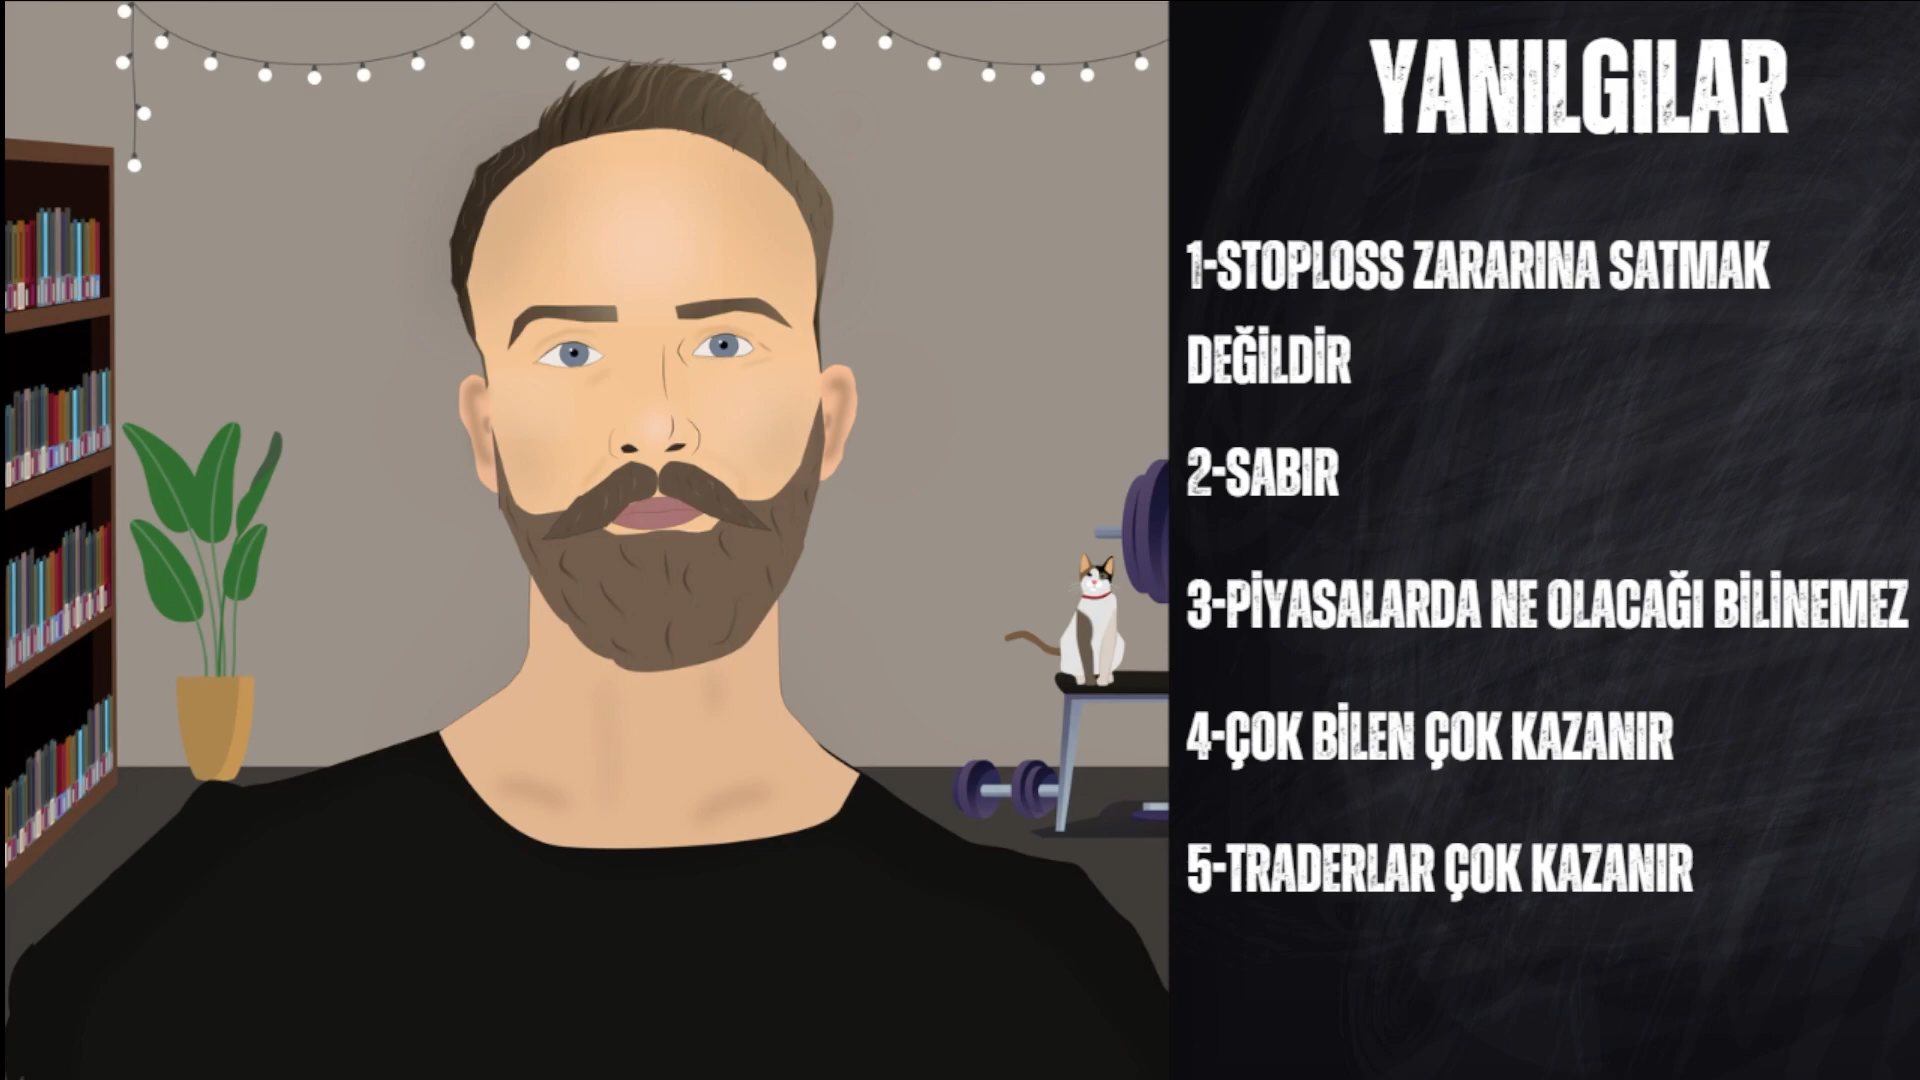 YANILGILAR
1-STOPLOSS ZARARINA SATMAK
DEĞİLDİR
2-SABIR
3-PİYASALARDA NE OLACAĞI BİLİNEMEZ
4-ÇOK BİLEN ÇOK KAZANIR
5-TRADERLAR ÇOK KAZANIR